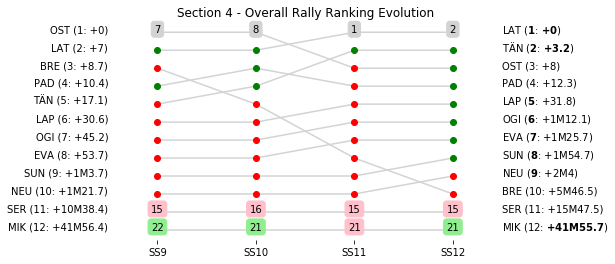 Section 4 - Overall Rally Ranking Evolution
OST (1: +0) 7 8 1 2 LAT (1: +0)
LAT (2: +7) TÄN (2: +3.2)
BRE (3: +8.7) OST (3: +8)
PAD (4: +10.4) PAD (4: +12.3)
TÄN (5: +17.1) LAP (5: +31.8)
LAP (6: +30.6) OGI (6: +1M12.1)
OGI (7: +45.2) EVA (7: +1M25.7)
EVA (8: +53.7) SUN (8: +1M54.7)
SUN (9: +1M3.7) NEU (9: +2M4)
NEU (10: +1M21.7) BRE (10: +5M46.5)
SER (11: +10M38.4) 15 16 15 15 SER (11: +15M47.5)
MIK (12: +41M56.4) 22 21 21 21 MIK (12: +41M55.7)
SS9 SS10 SS11 SS12